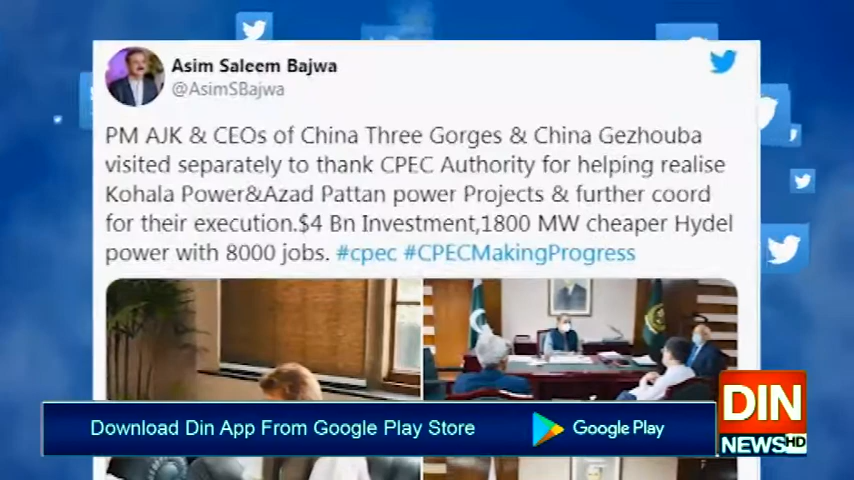 Asim Saleem Bajwa
@AsimSBajwa
PM AJK & CEOs of China Three Gorges & China Gezhouba
visited separately to thank CPEC Authority for helping realise
Kohala Power&Azad Pattan power Projects & further coord
for their execution.$4 Bn Investment,1800 MW cheaper Hydel
power with 8000 jobs. #cpec #CPECMakingProgress
Download Din App From Google Play Store
Google Play
DIN
NEWS HD